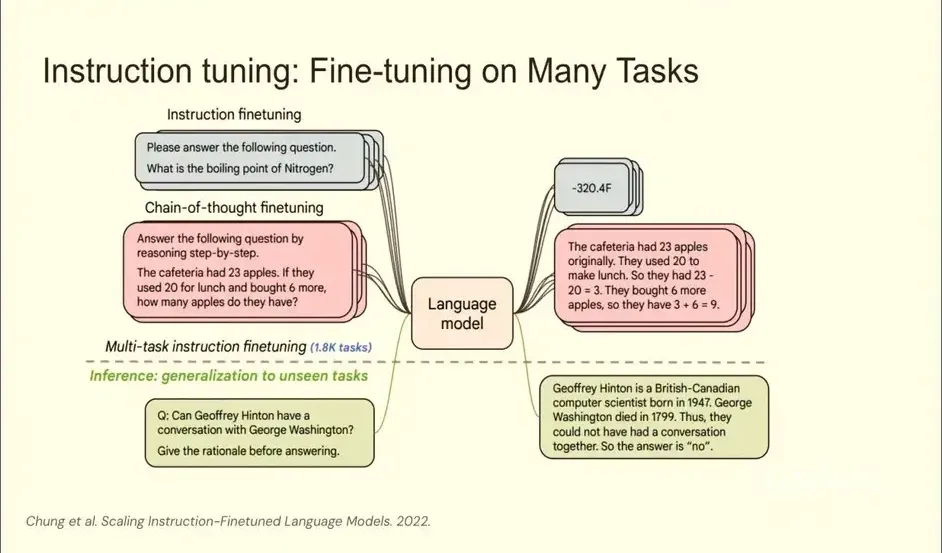 Instruction tuning: Fine-tuning on Many Tasks
Instruction finetuning
Please answer the following question.
What is the boiling point of Nitrogen?
-320.4F
Chain-of-thought finetuning
Answer the following question by
reasoning step-by-step.
The cafeteria had 23 apples. If they
used 20 for lunch and bought 6 more,
how many apples do they have?
Language
model
The cafeteria had 23 apples
originally. They used 20 to
make lunch. So they had 23 -
20 = 3. They bought 6 more
apples, so they have 3 + 6 = 9.
Multi-task instruction finetuning (1.8K tasks)
Inference: generalization to unseen tasks
Q: Can Geoffrey Hinton have a
conversation with George Washington?
Give the rationale before answering.
Geoffrey Hinton is a British-Canadian
computer scientist born in 1947. George
Washington died in 1799. Thus, they
could not have had a conversation
together. So the answer is “no”.
Chung et al. Scaling Instruction-Finetuned Language Models. 2022.